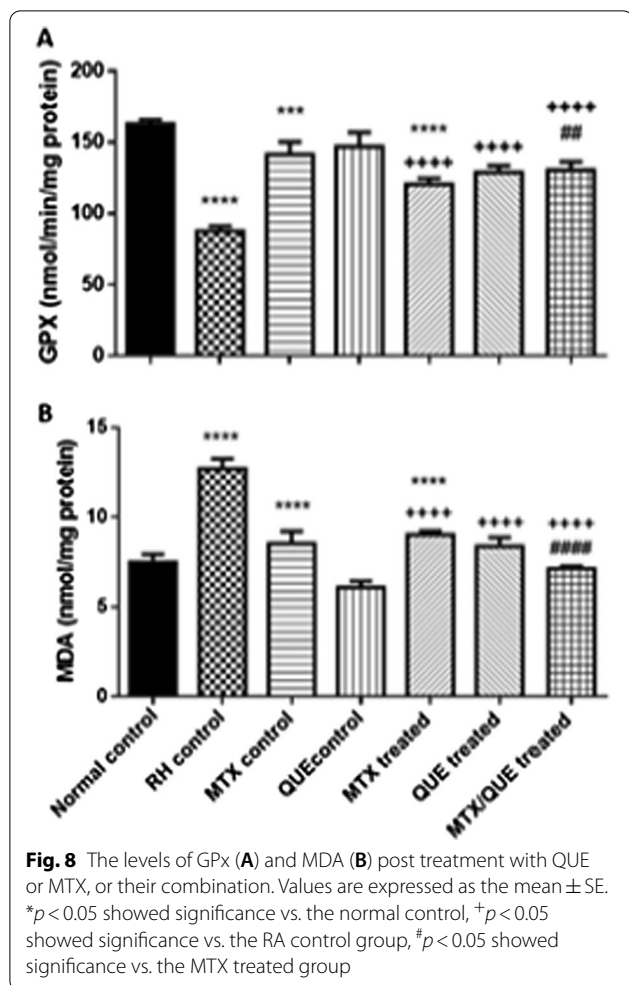 A
200
150
100
50
0
GPX (nmol/min/mg protein)
****
***
****
++++
++++
++++
##
B
15
10
5
0
MDA (nmol/mg protein)
****
****
****
++++
++++
++++
####
Normal control
RH control
MTX control
QUEcontrol
MTX treated
QUE treated
MTX/QUE treated
Fig. 8 The levels of GPx (A) and MDA (B) post treatment with QUE
or MTX, or their combination. Values are expressed as the mean ± SE.
*p < 0.05 showed significance vs. the normal control, +p < 0.05
showed significance vs. the RA control group, #p < 0.05 showed
significance vs. the MTX treated group